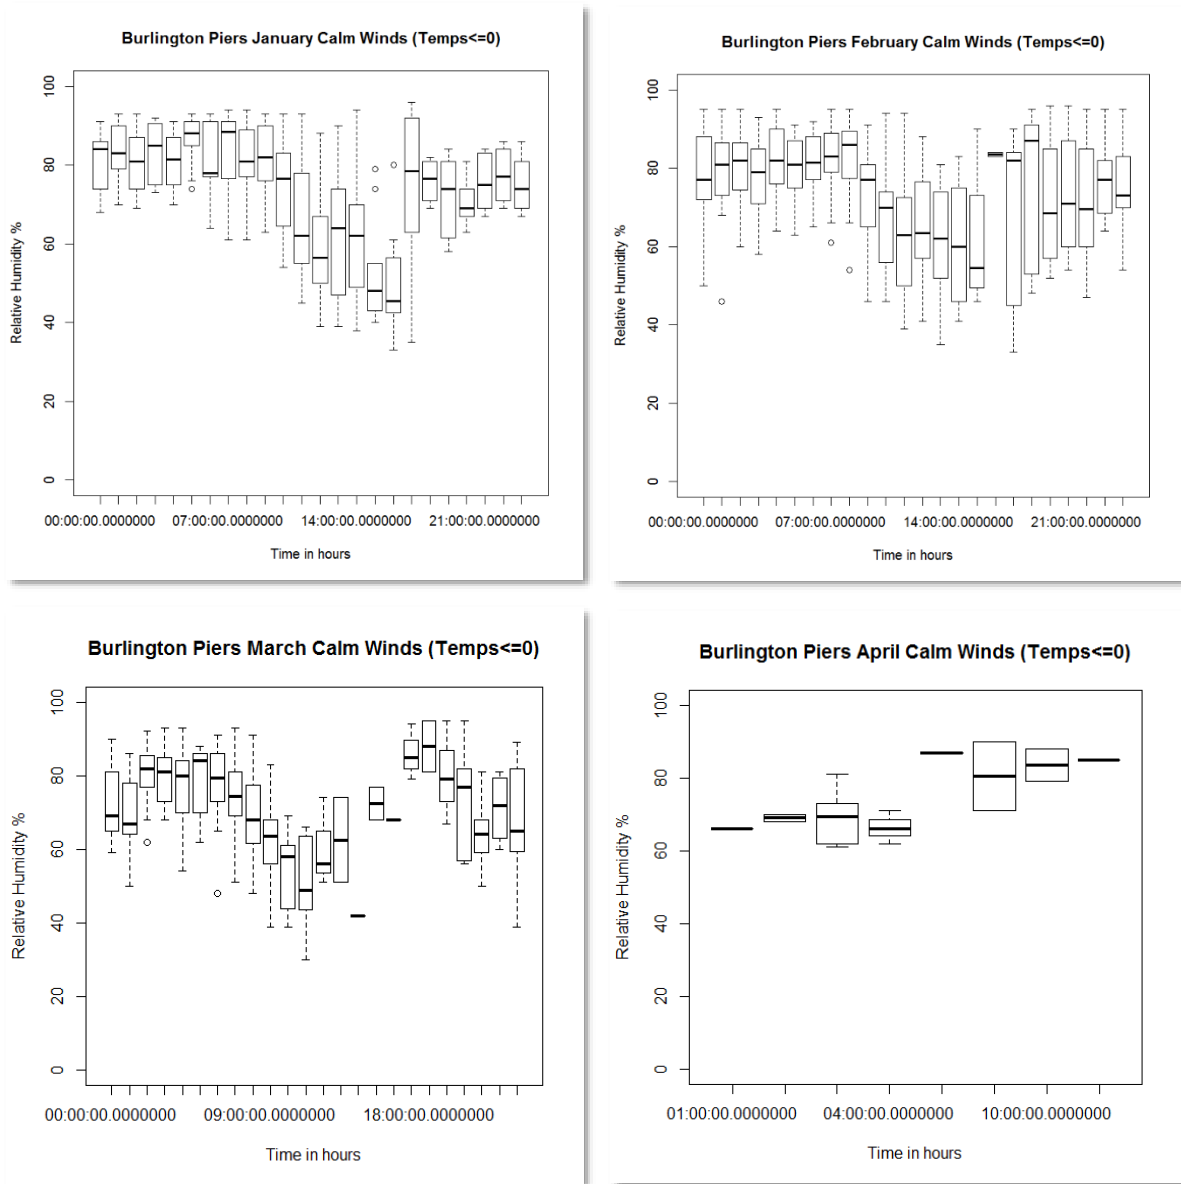 Burlington Piers January Calm Winds (Temps<=0)
Relative Humidity %
100
80
60
40
20
0
00:00:00.0000000 07:00:00.0000000 14:00:00.0000000 21:00:00.0000000
Time in hours
Burlington Piers February Calm Winds (Temps<=0)
Relative Humidity %
100
80
60
40
20
0
00:00:00.0000000 07:00:00.0000000 14:00:00.0000000 21:00:00.0000000
Time in hours
Burlington Piers March Calm Winds (Temps<=0)
Relative Humidity %
100
80
60
40
20
0
00:00:00.0000000 09:00:00.0000000 18:00:00.0000000
Time in hours
Burlington Piers April Calm Winds (Temps<=0)
Relative Humidity %
100
80
60
40
20
0
01:00:00.0000000 04:00:00.0000000 10:00:00.0000000
Time in hours